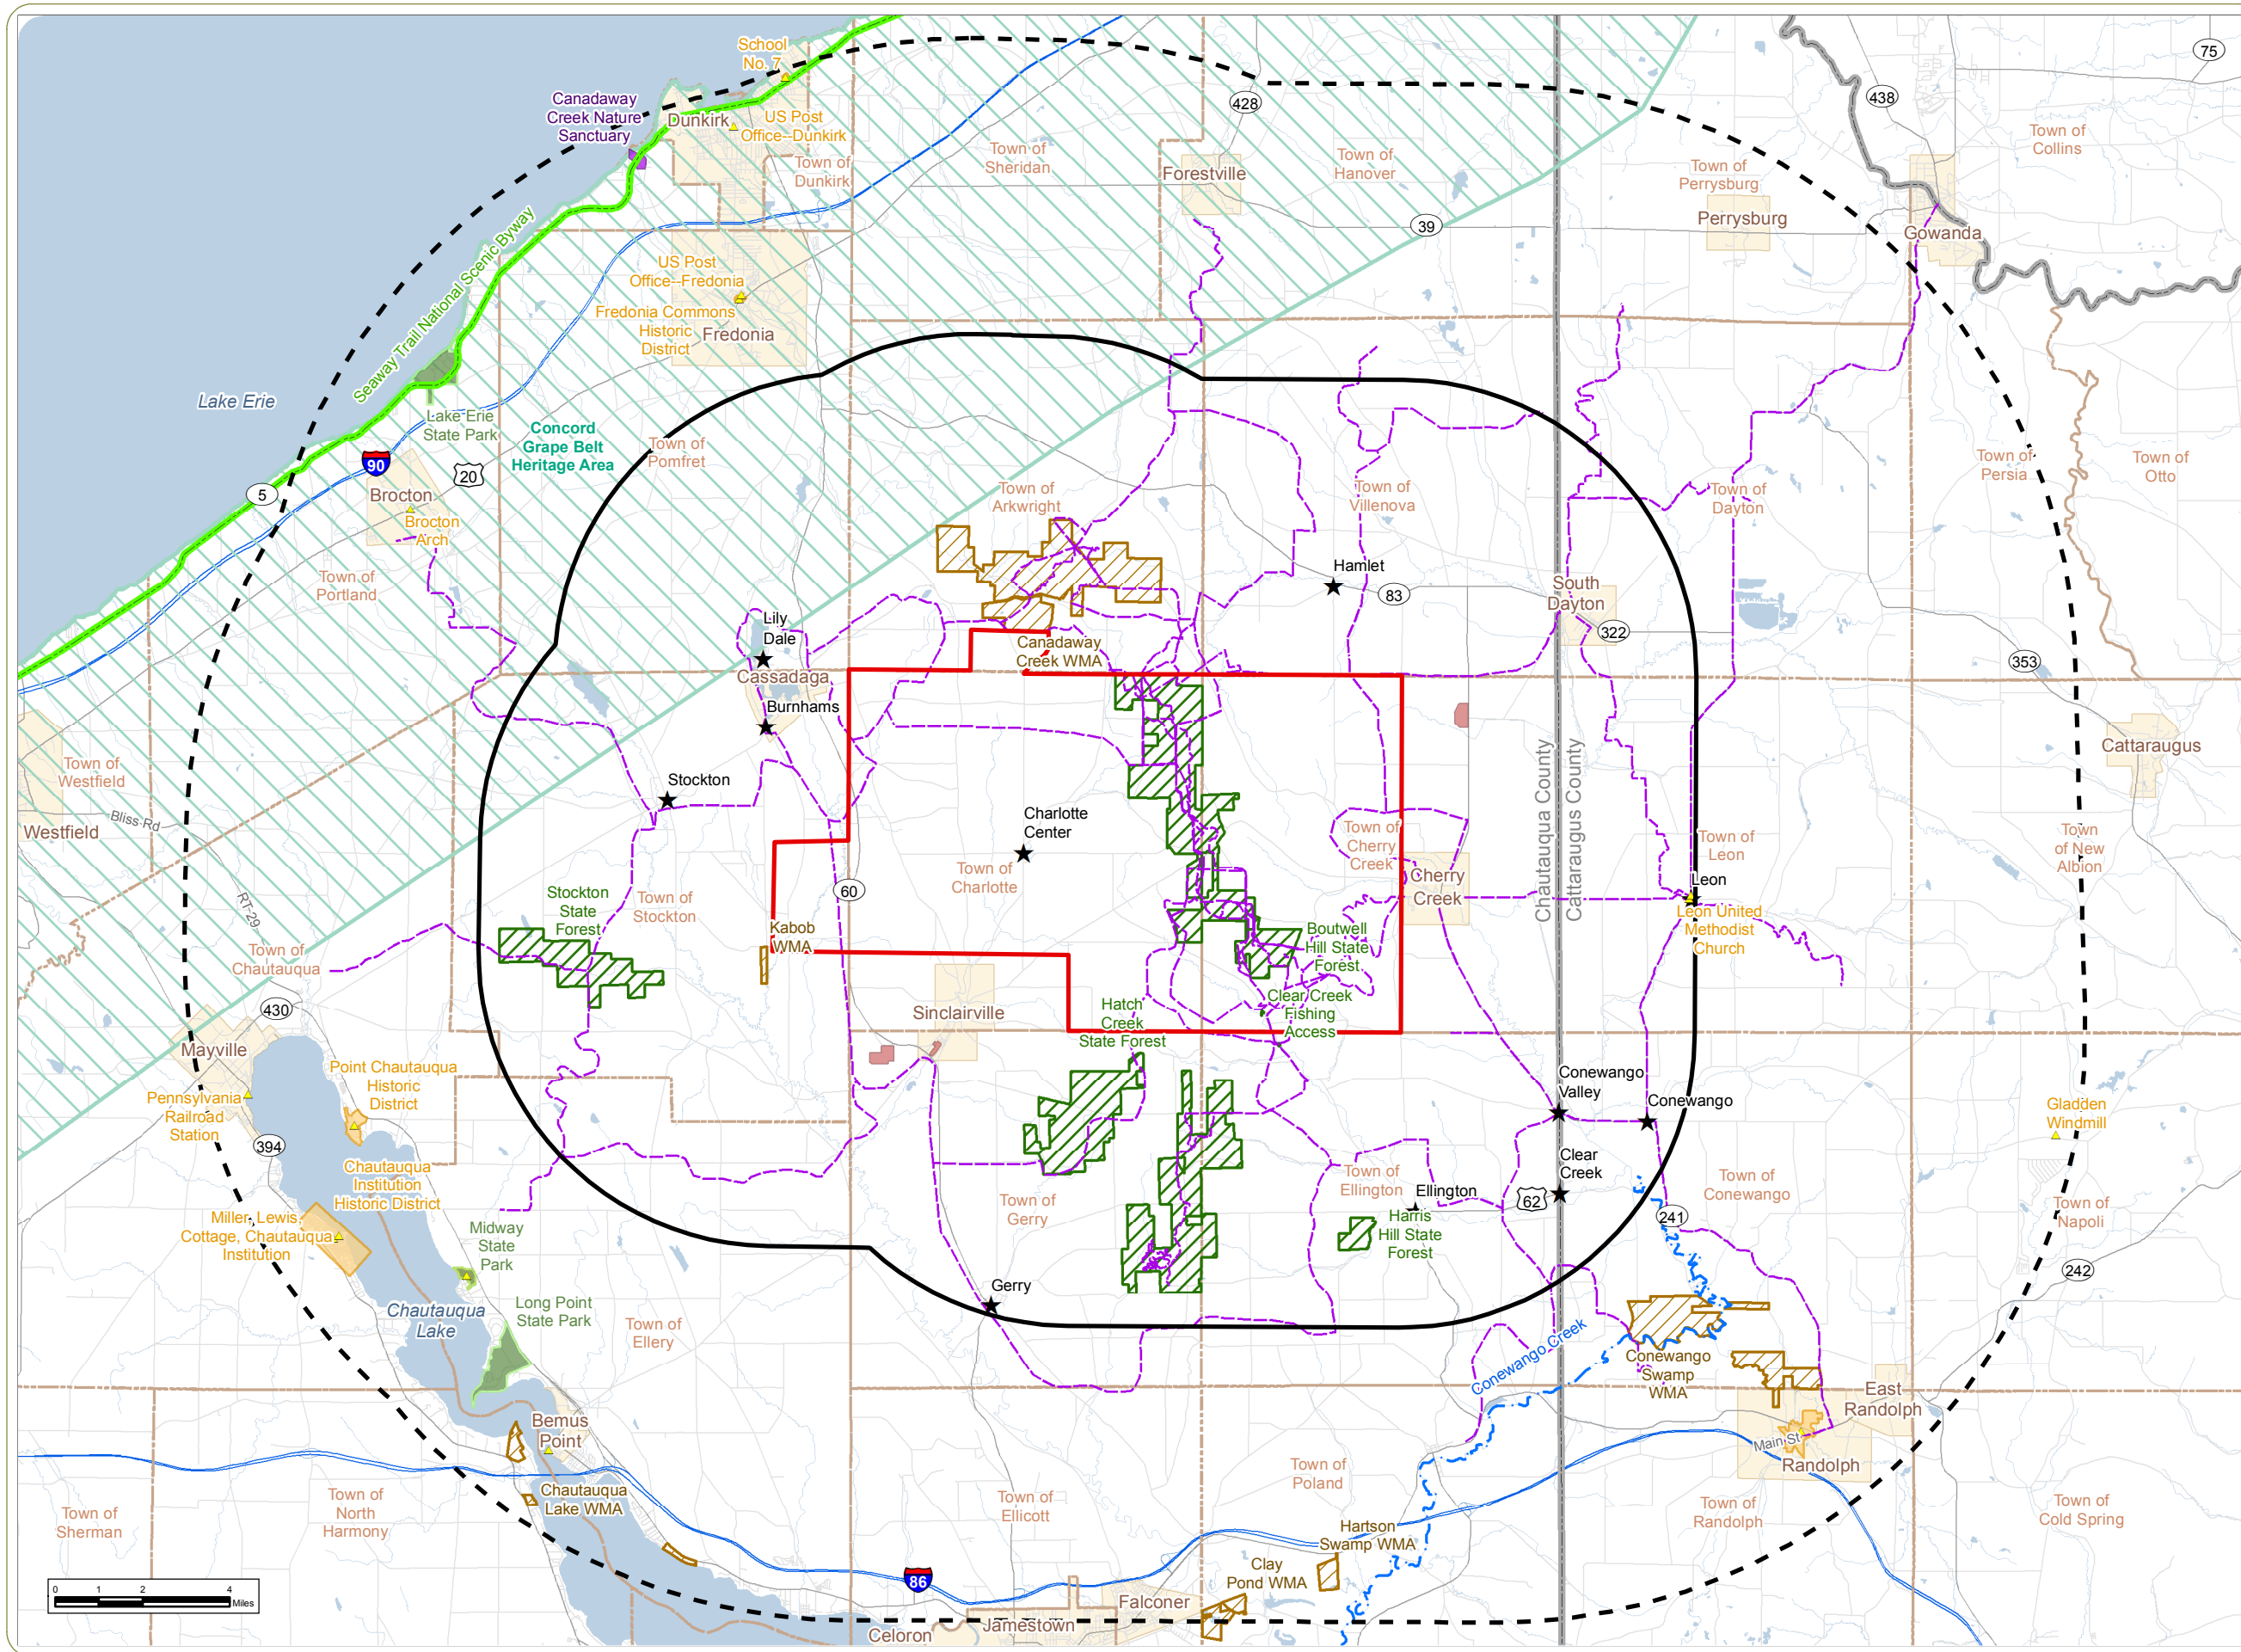 School
No. 7
75
Canadaway
Creek Nature
Sanctuary
Dunkirk
US Post
Office--Dunkirk
428
438
Town of
Dunkirk
Town of
Sheridan
Forestville
Town of
Hanover
Town of
Perrysburg
Town of
Collins
Perrysburg
39
Gowanda
Seaway Trail National Scenic Byway
US Post
Office--Fredonia
Fredonia Commons
Historic
District
Fredonia
Lake Erie
Lake Erie
State Park
Concord
Grape Belt
Heritage Area
Town of
Pomfret
90
20
5
Brocton
Brocton
Arch
Town of
Arkwright
Town of
Villenova
Town of
Dayton
Town of
Persia
Town of
Otto
Town of
Portland
Hamlet
83
South
Dayton
322
Lily
Dale
Cassadaga
Burnhams
Canadaway
Creek WMA
353
Town of
Westfield
Westfield
Bliss Rd
RT-29
Stockton
Charlotte
Center
Town of
Charlotte
60
Town of
Cherry
Creek
Cherry
Creek
Chautauqua County
Cattaraugus County
Cattaraugus
Town of
Leon
Leon
Leon United
Methodist
Church
Town
of New
Albion
Stockton
State
Forest
Town of
Stockton
Kabob
WMA
Boutwell
Hill State
Forest
Town of
Chautauqua
430
Mayville
Sinclairville
Hatch
Creek
State Forest
Clear Creek
Fishing
Access
Point Chautauqua
Historic
District
Pennsylvania
Railroad
Station
394
Conewango
Valley
Conewango
Gladden
Windmill
Chautauqua
Institution
Historic District
Miller, Lewis,
Cottage, Chautauqua
Institution
Midway
State
Park
Town of
Gerry
Town of
Ellington
Ellington
Clear
Creek
62
Harris
Hill State
Forest
Town of
Conewango
241
Town of
Napoli
242
Gerry
Chautauqua
Lake
Long Point
State Park
Town of
Ellery
Conewango Creek
Conewango
Swamp
WMA
East
Randolph
Main St
Randolph
Bemus
Point
Chautauqua
Lake WMA
Town of
Sherman
Town of
North
Harmony
Town of
Ellicott
Town of
Poland
Hartson
Swamp WMA
Clay
Pond WMA
Town of
Randolph
Town of
Cold Spring
86
Falconer
Jamestown
Celoron
0 1 2 4
Miles